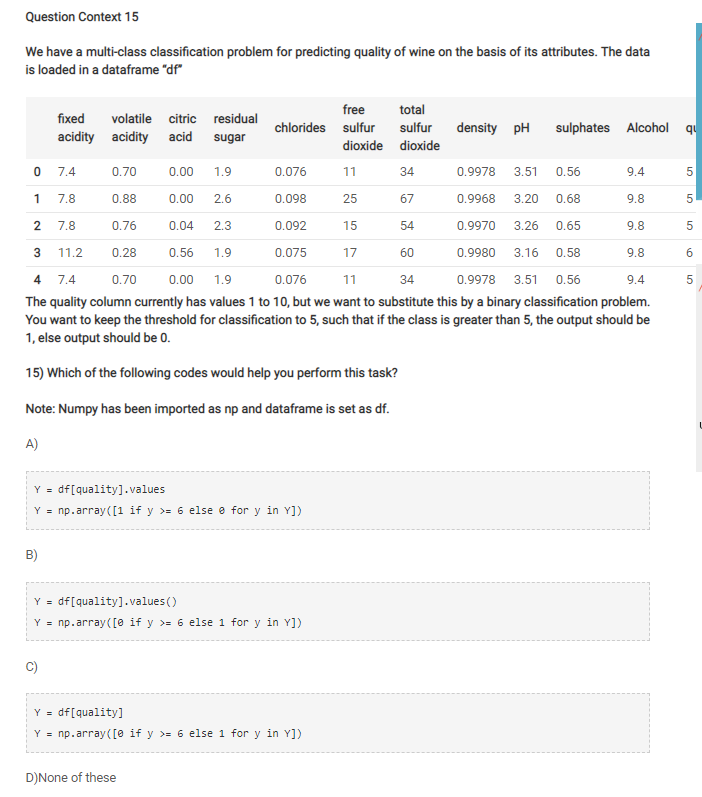 Question Context 15
We have a multi-class classification problem for predicting quality of wine on the basis of its attributes. The data
is loaded in a dataframe “df”
fixed acidity volatile acidity citric acid residual sugar chlorides free sulfur dioxide total sulfur dioxide density pH sulphates Alcohol
0 7.4 0.70 0.00 1.9 0.076 11 34 0.9978 3.51 0.56 9.4 5
1 7.8 0.88 0.00 2.6 0.098 25 67 0.9968 3.20 0.68 9.8 5
2 7.8 0.76 0.04 2.3 0.092 15 54 0.9970 3.26 0.65 9.8 5
3 11.2 0.28 0.56 1.9 0.075 17 60 0.9980 3.16 0.58 9.8 6
4 7.4 0.70 0.00 1.9 0.076 11 34 0.9978 3.51 0.56 9.4 5
The quality column currently has values 1 to 10, but we want to substitute this by a binary classification problem.
You want to keep the threshold for classification to 5, such that if the class is greater than 5, the output should be
1, else output should be 0.
15) Which of the following codes would help you perform this task?
Note: Numpy has been imported as np and dataframe is set as df.
A)
Y = df[quality].values
Y = np.array([1 if y >= 6 else 0 for y in Y])
B)
Y = df[quality].values()
Y = np.array([0 if y >= 6 else 1 for y in Y])
C)
Y = df[quality]
Y = np.array([0 if y >= 6 else 1 for y in Y])
D)None of these